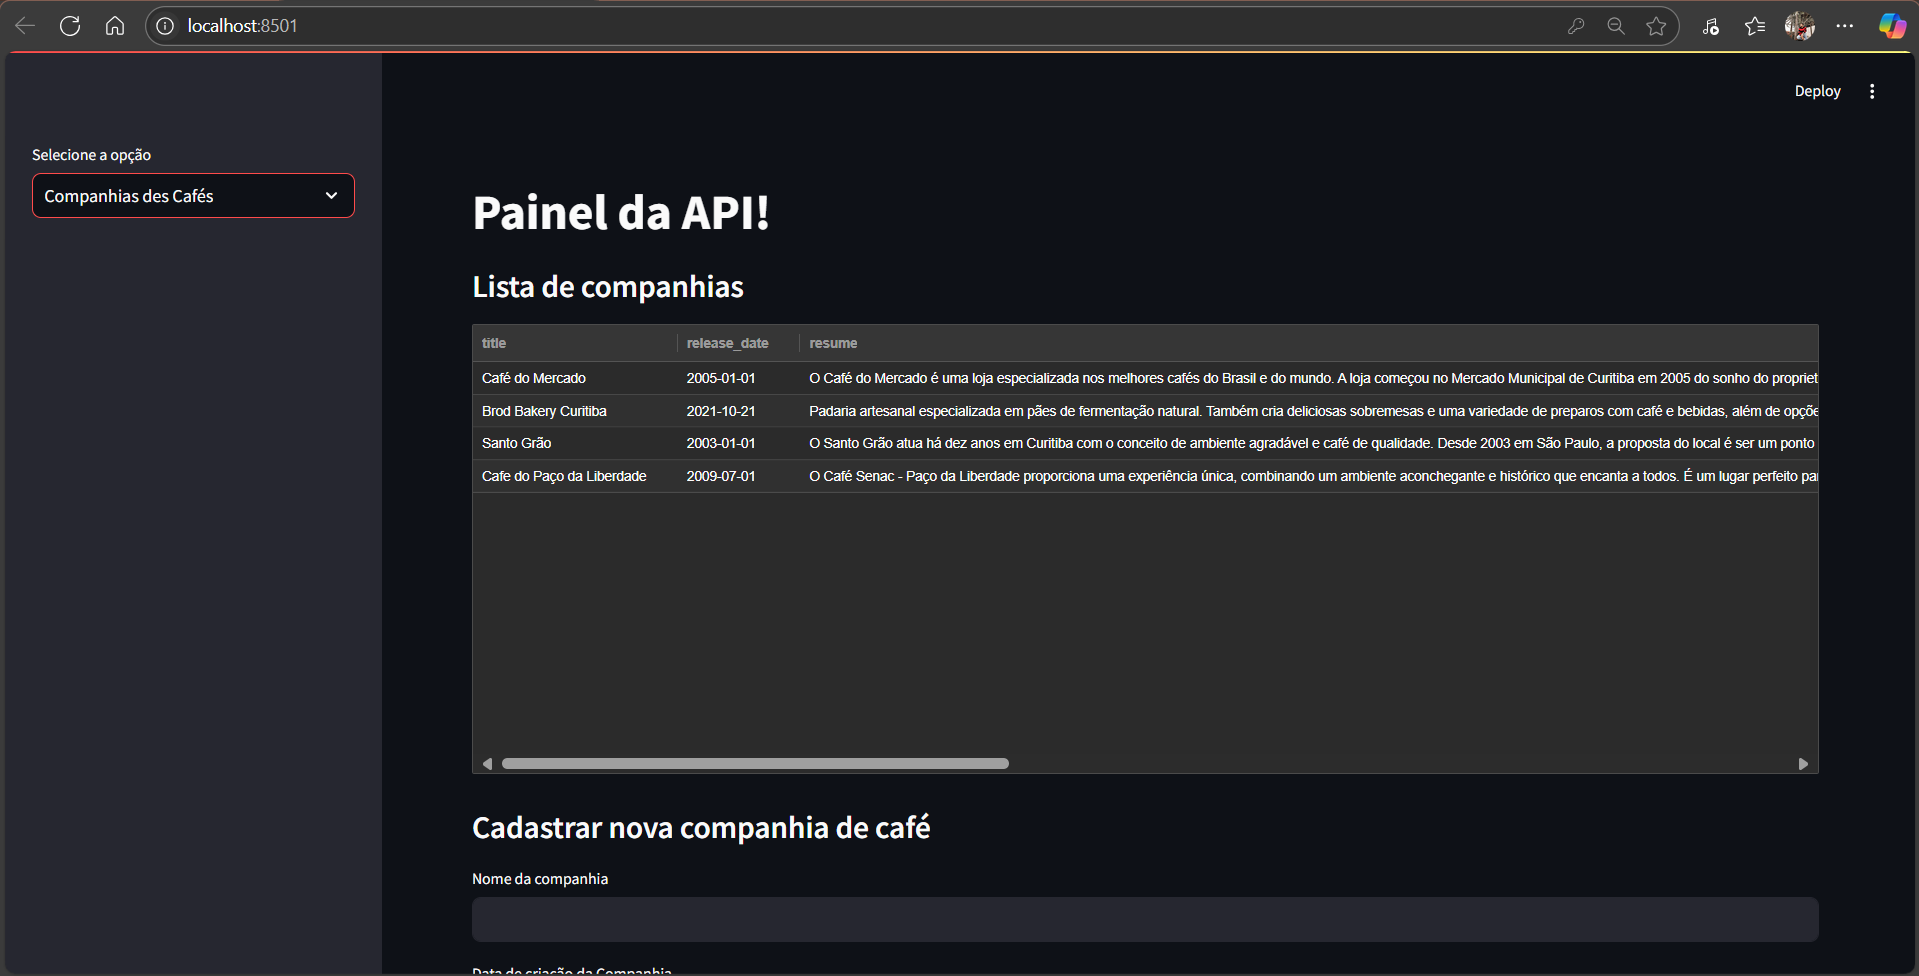 localhost:8501
Deploy
Selecione a opção
Companhias des Cafés
Painel da API!
Lista de companhias
title release_date resume
Café do Mercado 2005-01-01 O Café do Mercado é uma loja especializada nos melhores cafés do Brasil e do mundo. A loja começou no Mercado Municipal de Curitiba em 2005 do sonho do propriet
Brod Bakery Curitiba 2021-10-21 Padaria artesanal especializada em pães de fermentação natural. Também cria deliciosas sobremesas e uma variedade de preparos com café e bebidas, além de opçõe
Santo Grão 2003-01-01 O Santo Grão atua há dez anos em Curitiba com o conceito de ambiente agradável e café de qualidade. Desde 2003 em São Paulo, a proposta do local é ser um ponto
Cafe do Paço da Liberdade 2009-07-01 O Café Senac - Paço da Liberdade proporciona uma experiência única, combinando um ambiente aconchegante e histórico que encanta a todos. É um lugar perfeito pa
Cadastrar nova companhia de café
Nome da companhia
Data de criação da Companhia